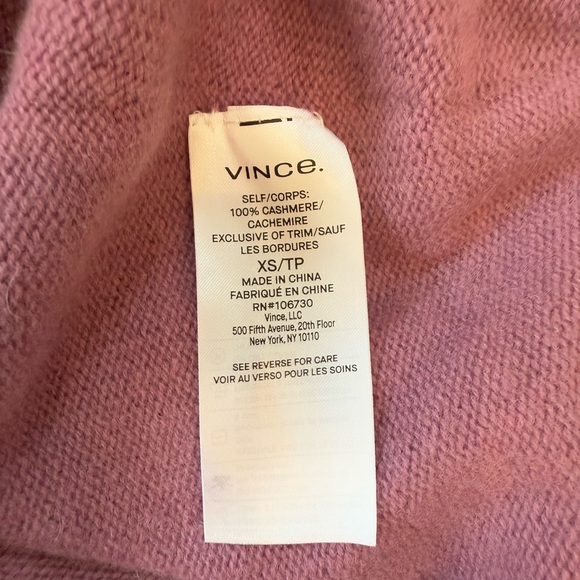 VINCe.
SELF/CORPS:
100% CASHMERE/
CACHEMIRE
EXCLUSIVE OF TRIM/SAUF
LES BORDURES
XS/TP
MADE IN CHINA
FABRIQUÉ EN CHINE
RN#106730
Vince, LLC
500 Fifth Avenue, 20th Floor
New York, NY 10110
SEE REVERSE FOR CARE
VOIR AU VERSO POUR LES SOINS